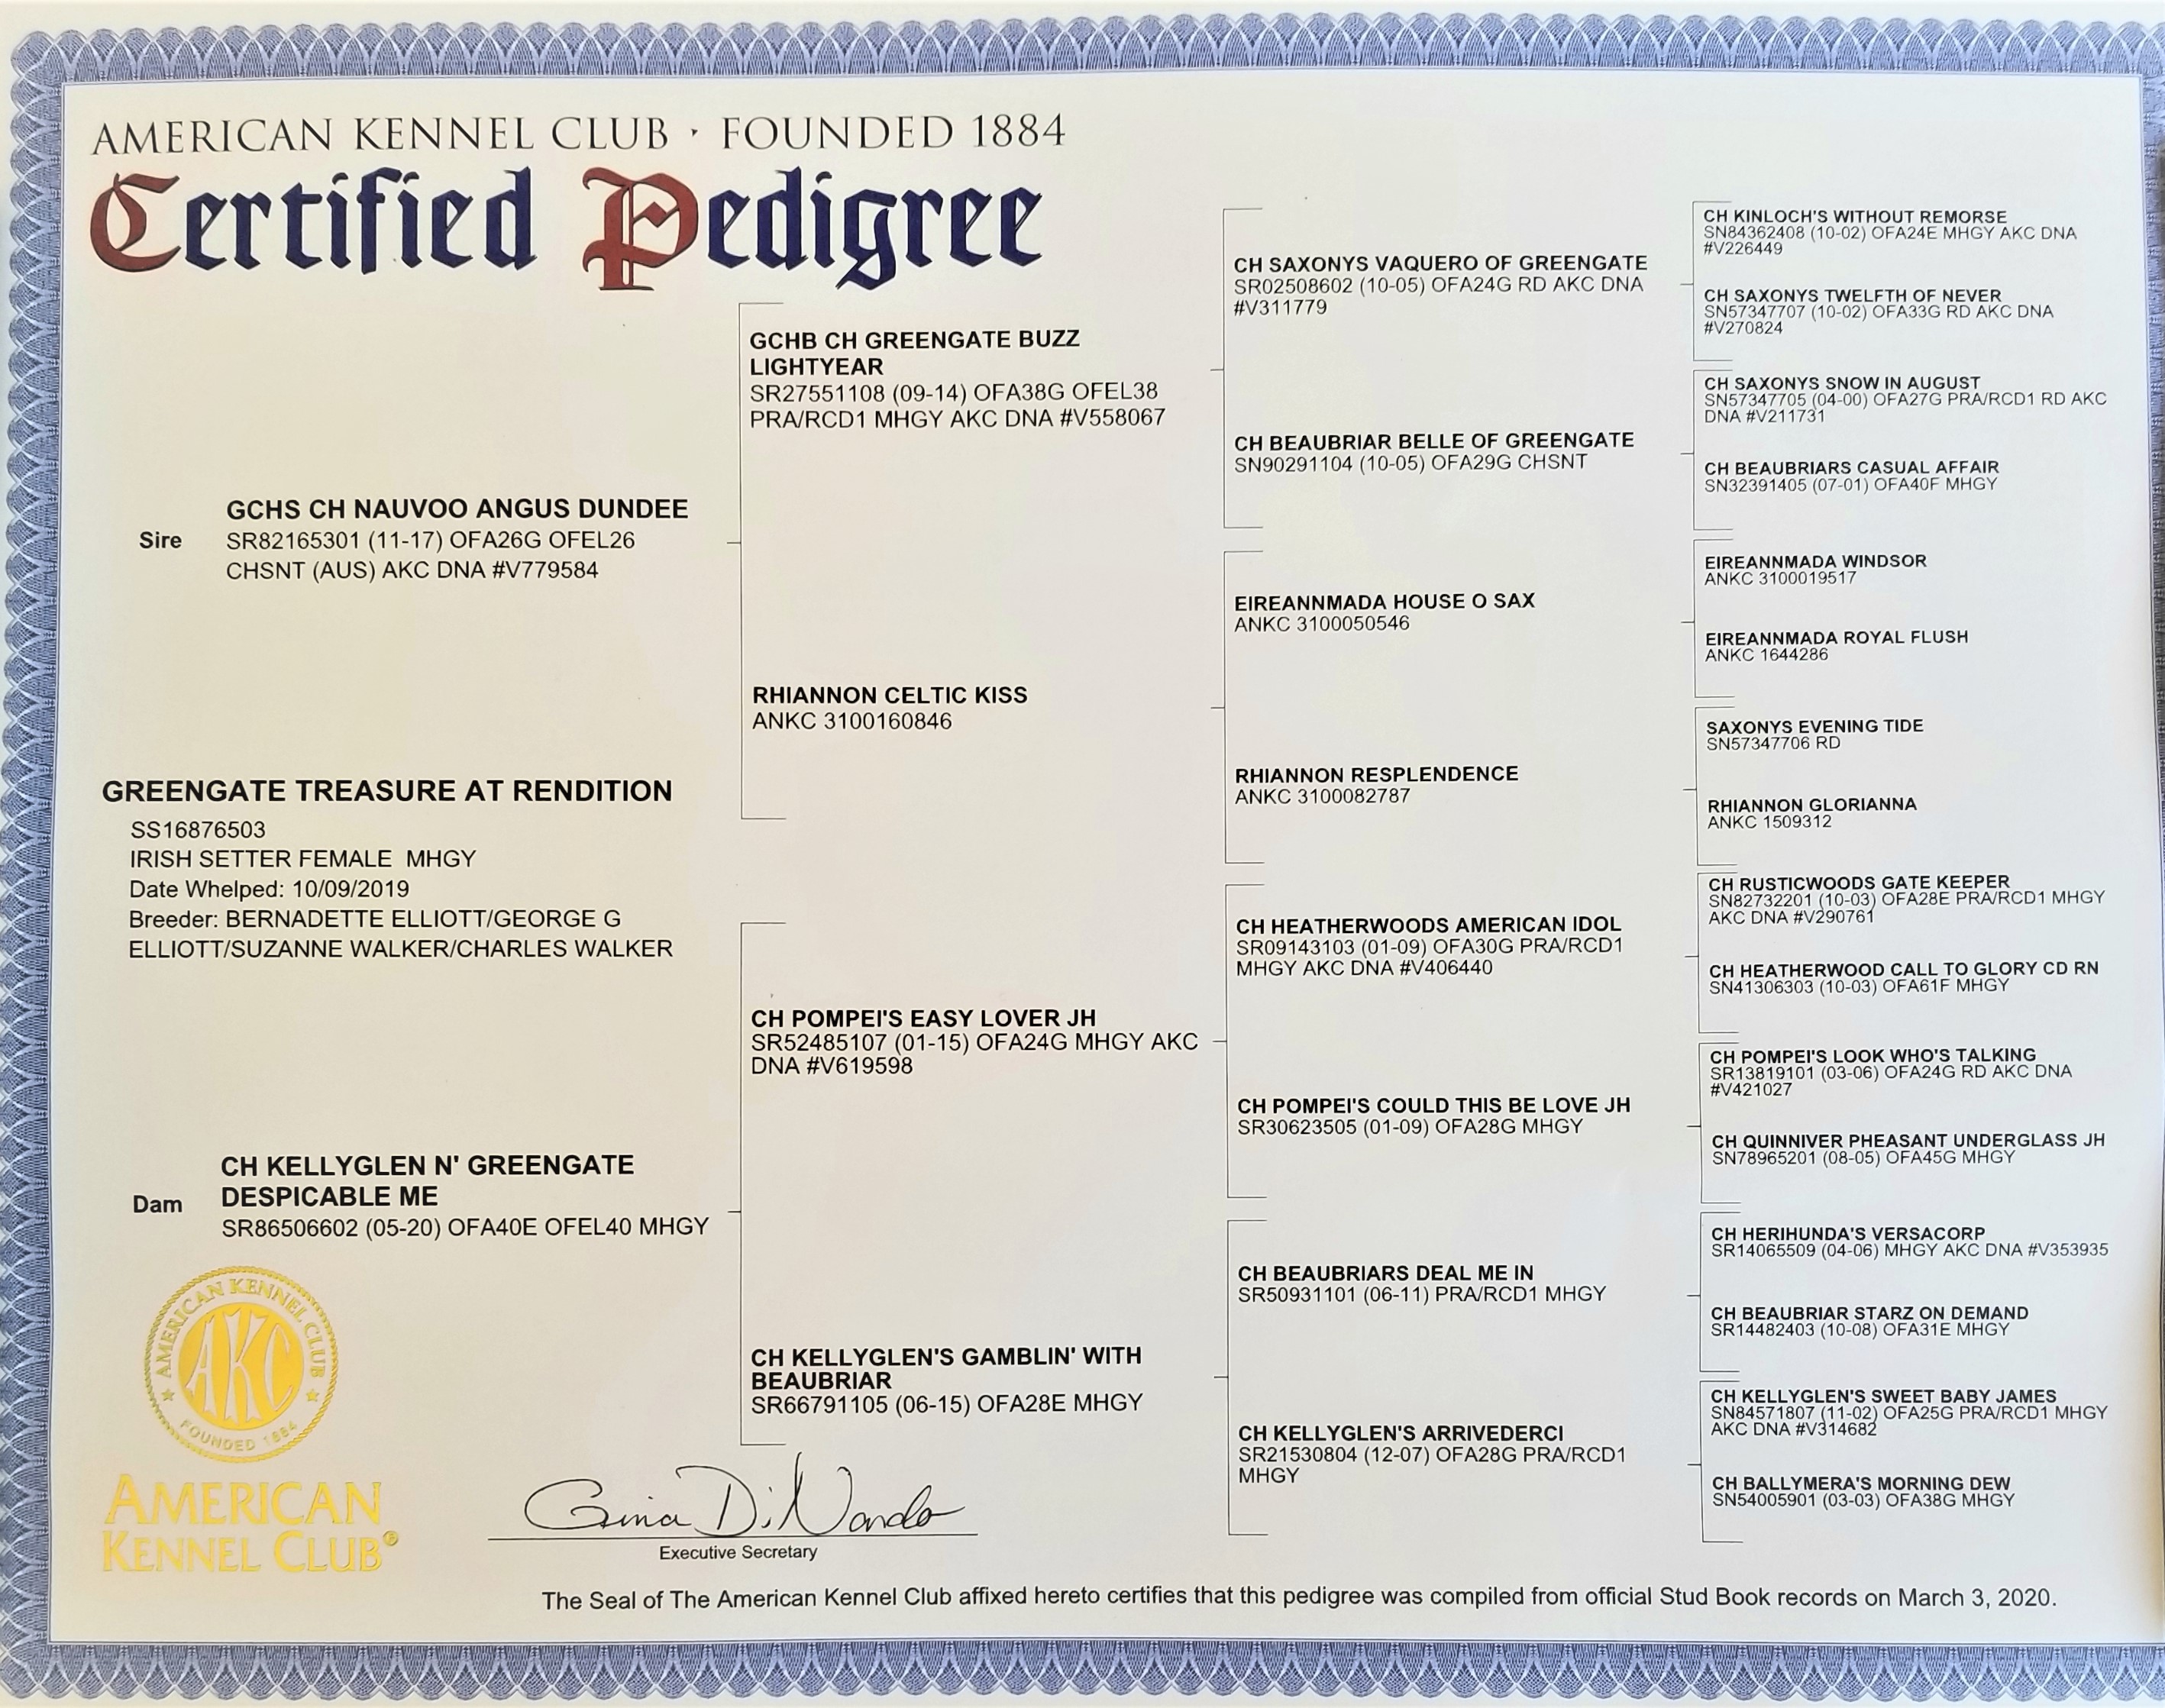 AMERICAN KENNEL CLUB · FOUNDED 1884
Certified Pedigree
Sire
GCHS CH NAUVOO ANGUS DUNDEE
SR82165301 (11-17) OFA26G OFEL26
CHSNT (AUS) AKC DNA #V779584
GREENGATE TREASURE AT RENDITION
SS16876503
IRISH SETTER FEMALE MHGY
Date Whelped: 10/09/2019
Breeder: BERNADETTE ELLIOTT/GEORGE G
ELLIOTT/SUZANNE WALKER/CHARLES WALKER
Dam
CH KELLYGLEN N' GREENGATE
DESPICABLE ME
SR86506602 (05-20) OFA40E OFEL40 MHGY
GCHB CH GREENGATE BUZZ
LIGHTYEAR
SR27551108 (09-14) OFA38G OFEL38
PRA/RCD1 MHGY AKC DNA #V558067
RHIANNON CELTIC KISS
ANKC 3100160846
CH POMPEI'S EASY LOVER JH
SR52485107 (01-15) OFA24G MHGY AKC
DNA #V619598
CH KELLYGLEN'S GAMBLIN' WITH
BEAUBRIAR
SR66791105 (06-15) OFA28E MHGY
CH SAXONYS VAQUERO OF GREENGATE
SR02508602 (10-05) OFA24G RD AKC DNA
#V311779
CH BEAUBRIAR BELLE OF GREENGATE
SN90291104 (10-05) OFA29G CHSNT
EIREANNMADA HOUSE O SAX
ANKC 3100050546
RHIANNON RESPLENDENCE
ANKC 3100082787
CH HEATHERWOODS AMERICAN IDOL
SR09143103 (01-09) OFA30G PRA/RCD1
MHGY AKC DNA #V406440
CH POMPEI'S COULD THIS BE LOVE JH
SR30623505 (01-09) OFA28G MHGY
CH BEAUBRIARS DEAL ME IN
SR50931101 (06-11) PRA/RCD1 MHGY
CH KELLYGLEN'S ARRIVEDERCI
SR21530804 (12-07) OFA28G PRA/RCD1
MHGY
CH KINLOCH'S WITHOUT REMORSE
SN84362408 (10-02) OFA24E MHGY AKC DNA
#V226449
CH SAXONYS TWELFTH OF NEVER
SN57347707 (10-02) OFA33G RD AKC DNA
#V270824
CH SAXONYS SNOW IN AUGUST
SN57347705 (04-00) OFA27G PRA/RCD1 RD AKC
DNA #V211731
CH BEAUBRIARS CASUAL AFFAIR
SN32391405 (07-01) OFA40F MHGY
EIREANNMADA WINDSOR
ANKC 3100019517
EIREANNMADA ROYAL FLUSH
ANKC 1644286
SAXONYS EVENING TIDE
SN57347706 RD
RHIANNON GLORIANNA
ANKC 1509312
CH RUSTICWOODS GATE KEEPER
SN82732201 (10-03) OFA28E PRA/RCD1 MHGY
AKC DNA #V290761
CH HEATHERWOOD CALL TO GLORY CD RN
SN41306303 (10-03) OFA61F MHGY
CH POMPEI'S LOOK WHO'S TALKING
SR13819101 (03-06) OFA24G RD AKC DNA
#V421027
CH QUINNIVER PHEASANT UNDERGLASS JH
SN78965201 (08-05) OFA45G MHGY
CH HERIHUNDA'S VERSACORP
SR14065509 (04-06) MHGY AKC DNA #V353935
CH BEAUBRIAR STARZ ON DEMAND
SR14482403 (10-08) OFA31E MHGY
CH KELLYGLEN'S SWEET BABY JAMES
SN84571807 (11-02) OFA25G PRA/RCD1 MHGY
AKC DNA #V314682
CH BALLYMERA'S MORNING DEW
SN54005901 (03-03) OFA38G MHGY
AMERICAN KENNEL CLUB
AKC
FOUNDED 1884
AMERICAN
KENNEL CLUB®
Gina DiNardo
Executive Secretary
The Seal of The American Kennel Club affixed hereto certifies that this pedigree was compiled from official Stud Book records on March 3, 2020.